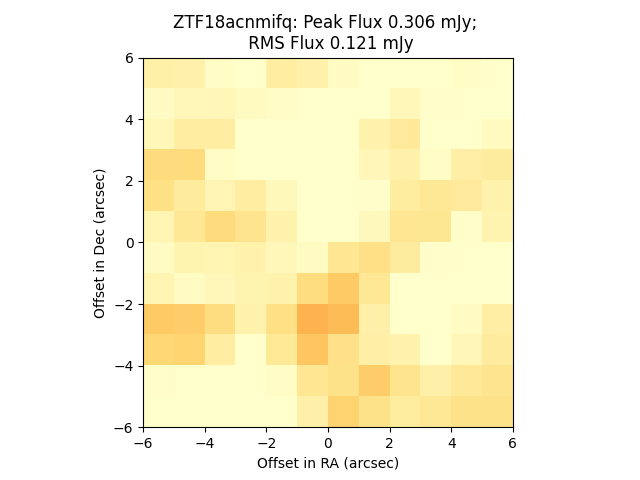 ZTF18acnmifq: Peak Flux 0.306 mJy;
RMS Flux 0.121 mJy
6
4
2
0
−2
−4
−6
Offset in Dec (arcsec)
−6 −4 −2 0 2 4 6
Offset in RA (arcsec)